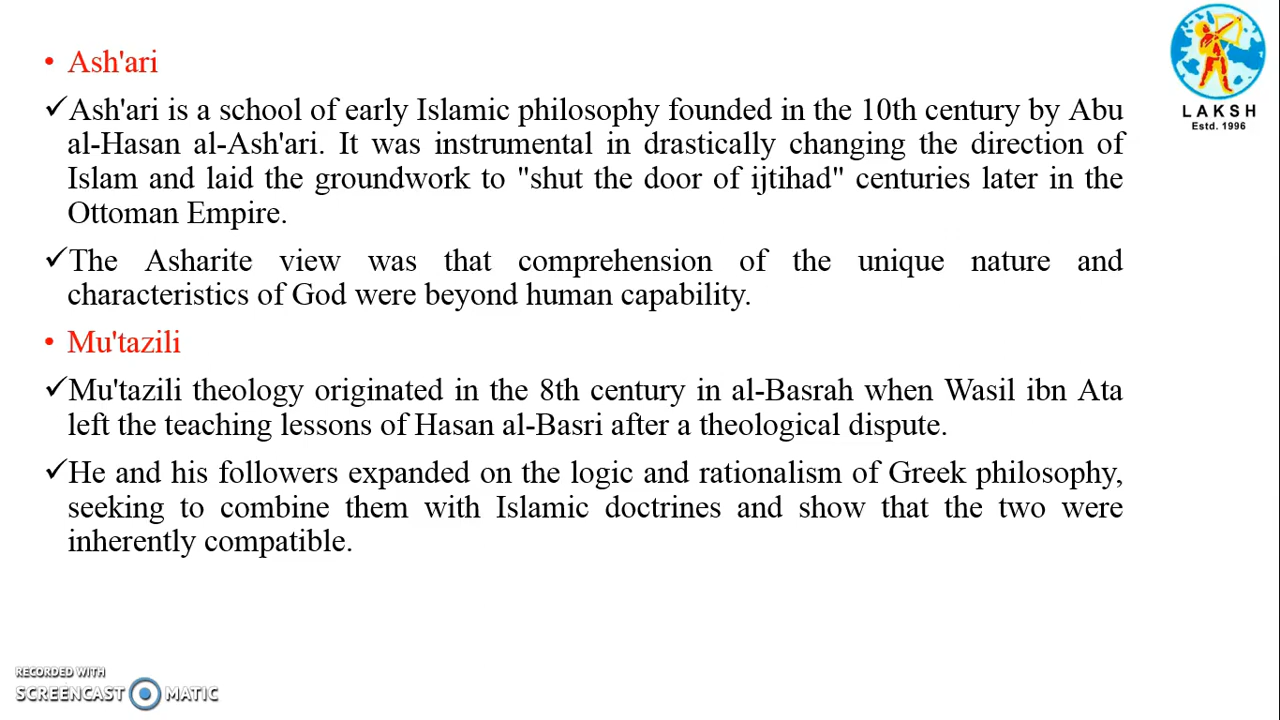 • Ash'ari
✓Ash'ari is a school of early Islamic philosophy founded in the 10th century by Abu
al-Hasan al-Ash'ari. It was instrumental in drastically changing the direction of
Islam and laid the groundwork to "shut the door of ijtihad" centuries later in the
Ottoman Empire.
✓The Asharite view was that comprehension of the unique nature and
characteristics of God were beyond human capability.
• Mu'tazili
✓Mu'tazili theology originated in the 8th century in al-Basrah when Wasil ibn Ata
left the teaching lessons of Hasan al-Basri after a theological dispute.
✓He and his followers expanded on the logic and rationalism of Greek philosophy,
seeking to combine them with Islamic doctrines and show that the two were
inherently compatible.
LAKSH
Estd. 1996
RECORDED WITH
SCREENCAST MATIC